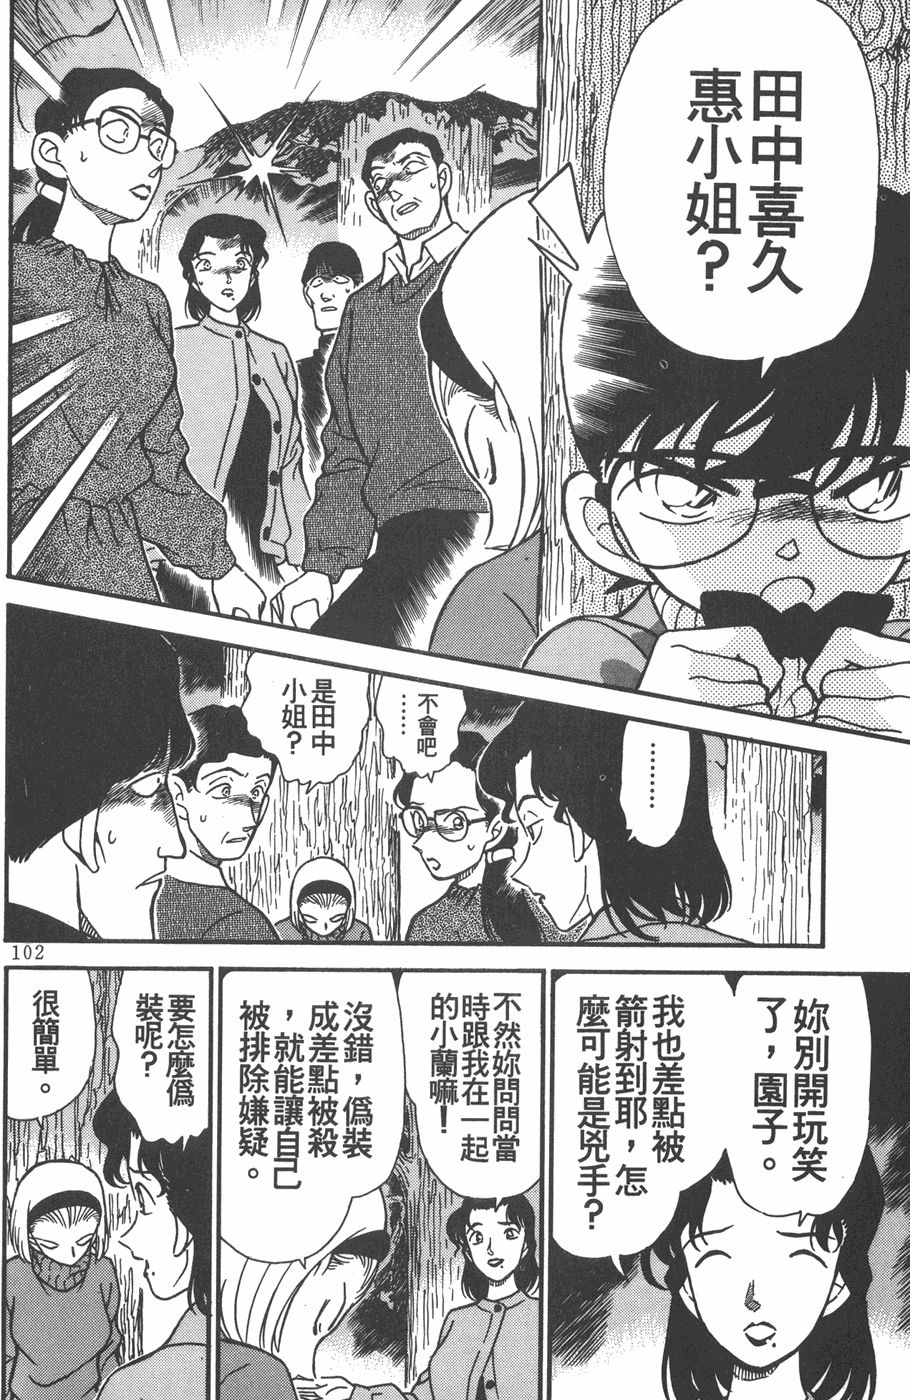 田中喜久
惠小姐？
⋯⋯
不會吧
⋯⋯
是田中
小姐？
102
妳別開玩笑
了，園子。
我也差點被
箭射到耶，怎
麼可能是兇手？
不然妳問問當
時跟我在一起
的小蘭嘛！
沒錯，偽裝
成差點被殺
，就能讓自己
被排除嫌疑。
要怎麼偽
裝呢？
很簡單。